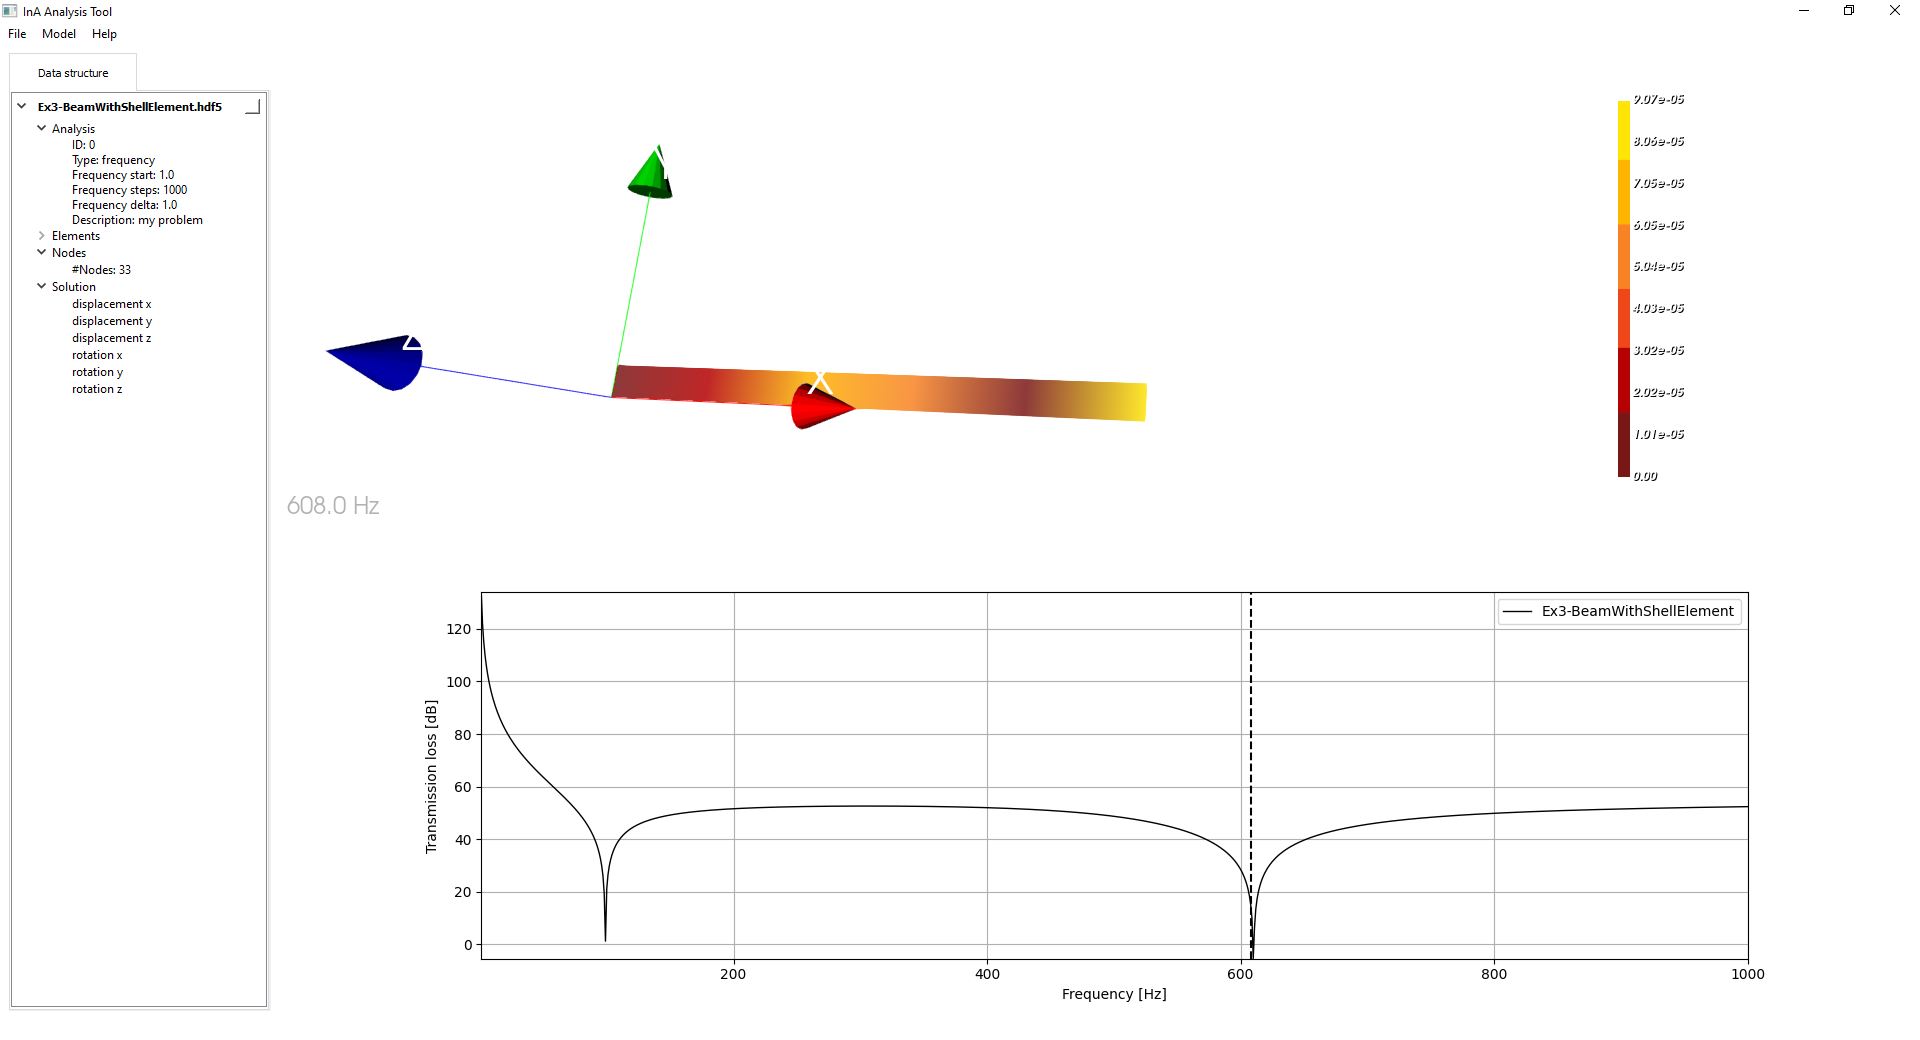 InA Analysis Tool
File Model Help
Data structure
Ex3-BeamWithShellElement.hdf5
Analysis
ID: 0
Type: frequency
Frequency start: 1.0
Frequency steps: 1000
Frequency delta: 1.0
Description: my problem
Elements
Nodes
#Nodes: 33
Solution
displacement x
displacement y
displacement z
rotation x
rotation y
rotation z
Z
X
9.07e-05
8.06e-05
7.05e-05
6.05e-05
5.04e-05
4.03e-05
3.02e-05
2.02e-05
1.01e-05
0.00
608.0 Hz
Ex3-BeamWithShellElement
120
100
80
60
40
20
0
Transmission loss [dB]
200 400 600 800 1000
Frequency [Hz]